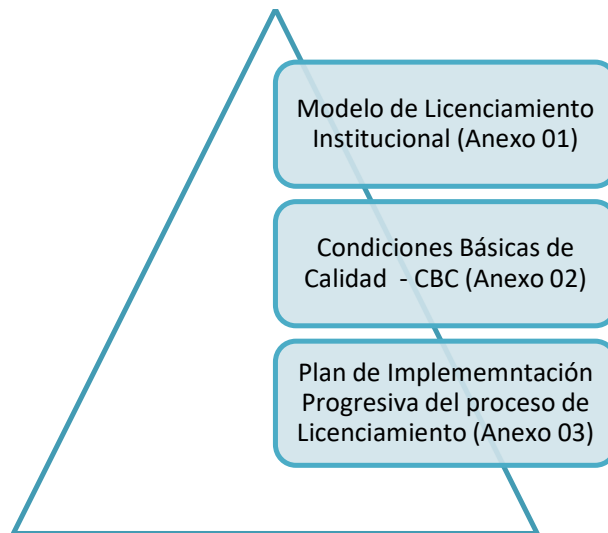 Modelo de Licenciamiento
Institucional (Anexo 01)
Condiciones Básicas de
Calidad - CBC (Anexo 02)
Plan de Implememntación
Progresiva del proceso de
Licenciamiento (Anexo 03)